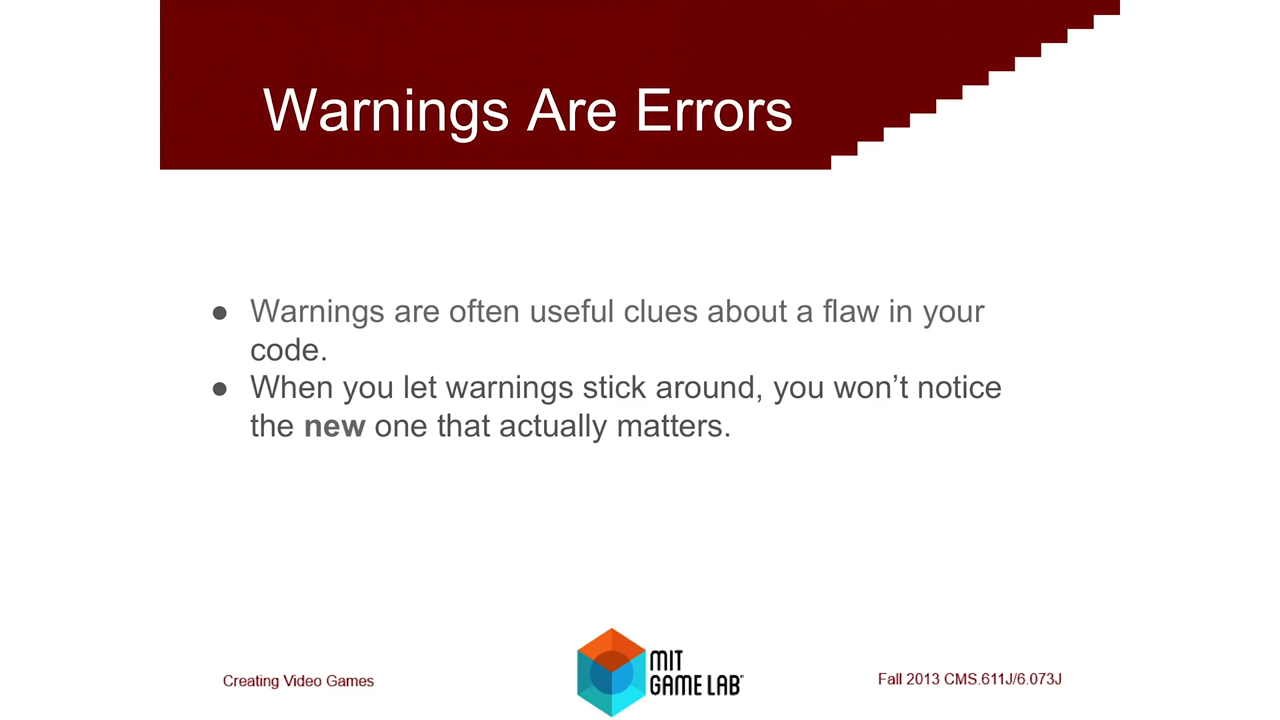 Warnings Are Errors
● Warnings are often useful clues about a flaw in your
code.
● When you let warnings stick around, you won’t notice
the new one that actually matters.
Creating Video Games
MIT
GAME LAB
Fall 2013 CMS.611J/6.073J